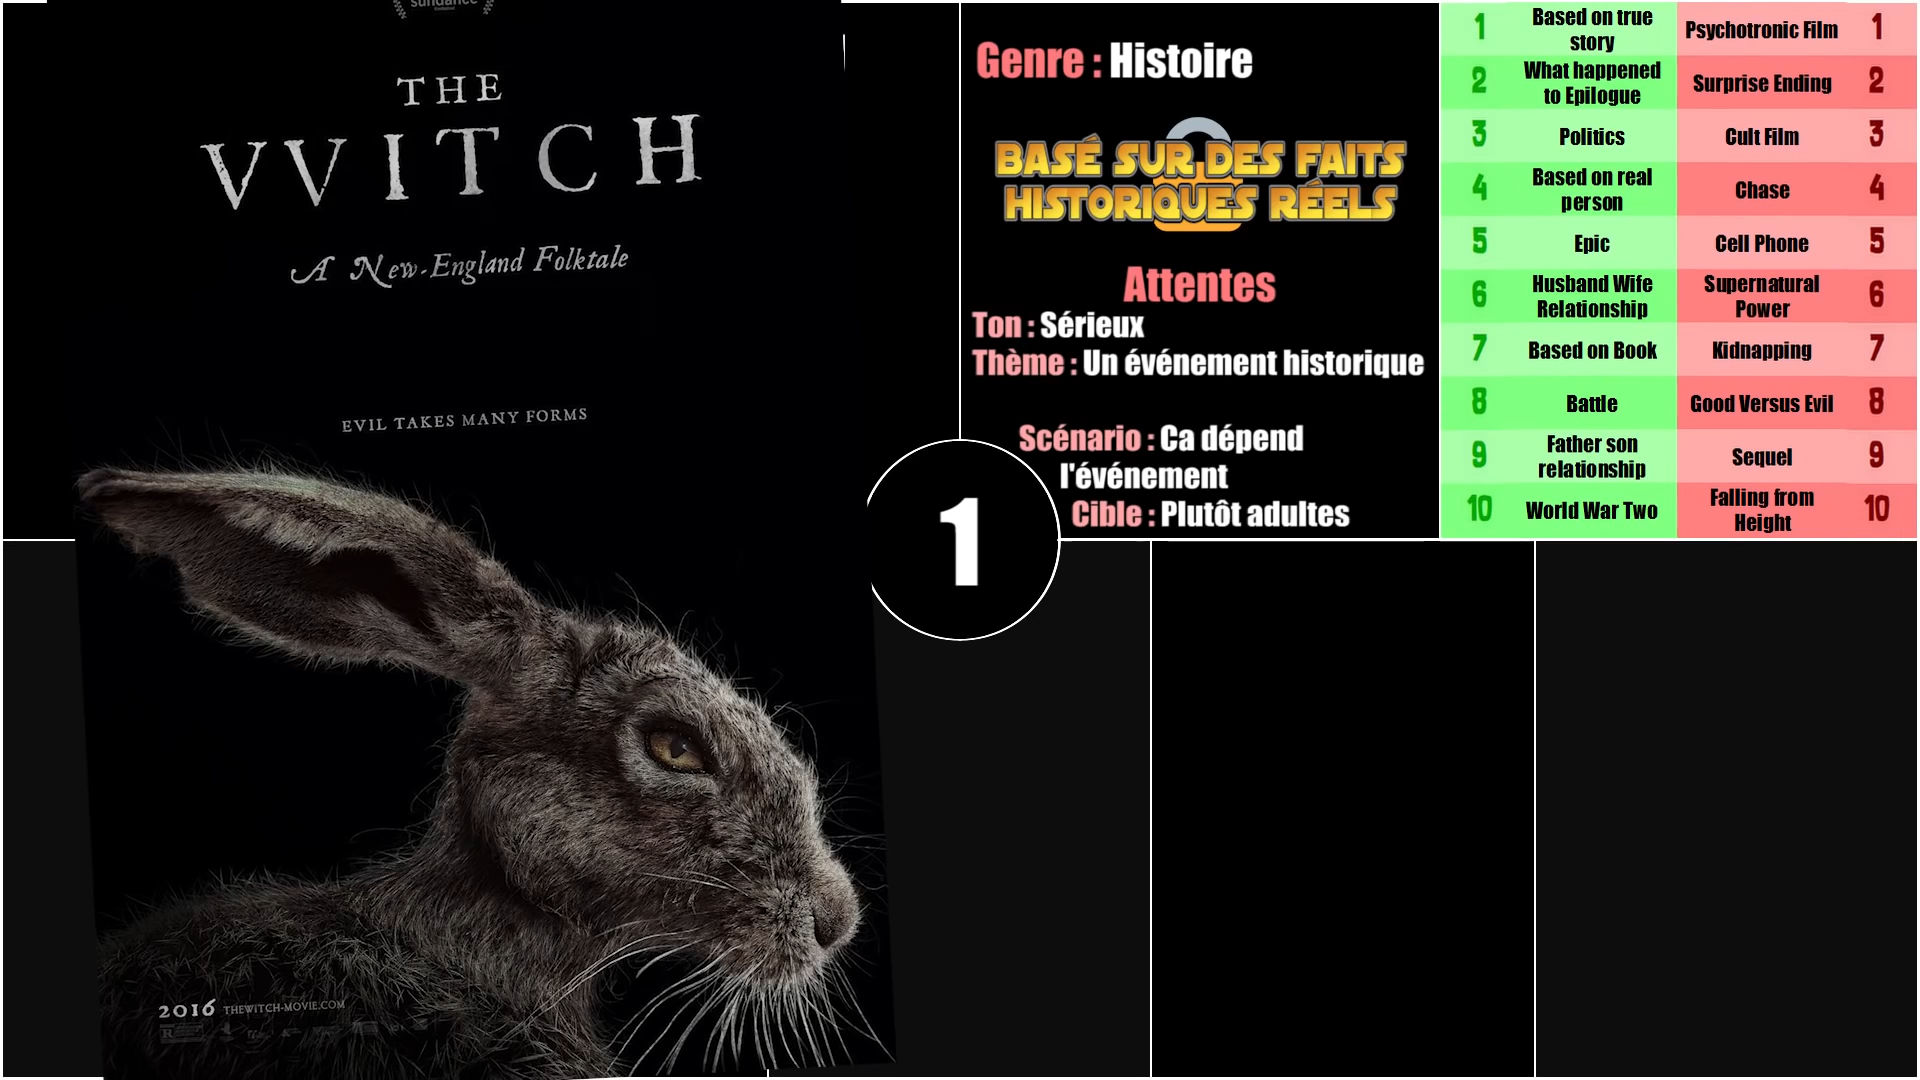 sundance
THE
VVITCH
A New-England Folktale
EVIL TAKES MANY FORMS
2016 THEWITCH-MOVIE.COM
R
1
Genre : Histoire
BASÉ SUR DES FAITS
HISTORIQUES RÉELS
Attentes
Ton : Sérieux
Thème : Un événement historique
Scénario : Ca dépend
l'événement
Cible : Plutôt adultes
1 Based on true
story
Psychotronic Film 1
2 What happened
to Epilogue
Surprise Ending 2
3 Politics
Cult Film 3
4 Based on real
person
Chase 4
5 Epic
Cell Phone 5
6 Husband Wife
Relationship
Supernatural
Power 6
7 Based on Book
Kidnapping 7
8 Battle
Good Versus Evil 8
9 Father son
relationship
Sequel 9
10 World War Two
Falling from
Height 10